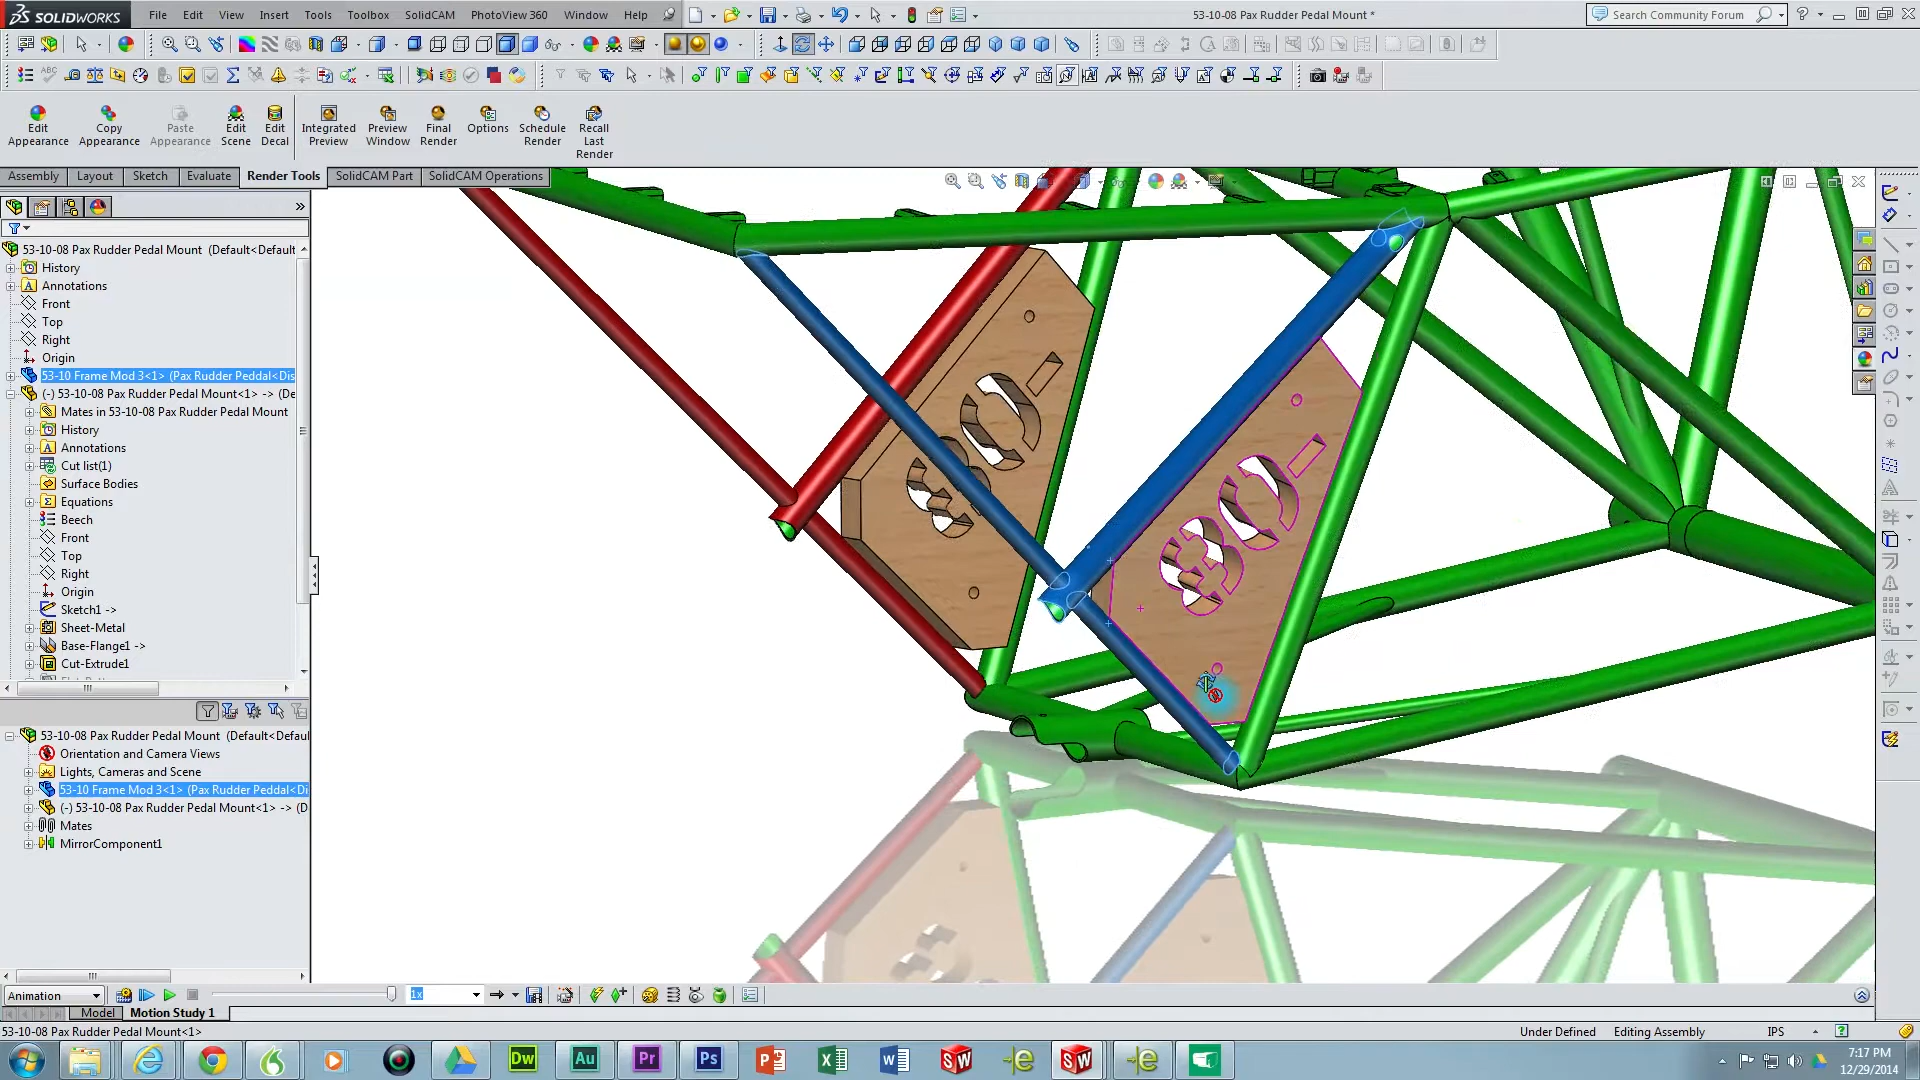 SOLIDWORKS
File Edit View Insert Tools Toolbox SolidCAM PhotoView 360 Window Help
53-10-08 Pax Rudder Pedal Mount *
Search Community Forum
Edit Appearance
Copy Appearance
Paste Appearance
Edit Scene
Edit Decal
Integrated Preview
Preview Window
Final Render
Options
Schedule Render
Recall Last Render
Assembly Layout Sketch Evaluate Render Tools SolidCAM Part SolidCAM Operations
53-10-08 Pax Rudder Pedal Mount (Default<Default
History
Annotations
Front
Top
Right
Origin
53-10 Frame Mod 3<1> (Pax Rudder Peddal<Dis
(-) 53-10-08 Pax Rudder Pedal Mount<1> -> (De
Mates in 53-10-08 Pax Rudder Pedal Mount
History
Annotations
Cut list(1)
Surface Bodies
Equations
Beech
Front
Top
Right
Origin
Sketch1 ->
Sheet-Metal
Base-Flange1 ->
Cut-Extrude1
53-10-08 Pax Rudder Pedal Mount (Default<Defaul
Orientation and Camera Views
Lights, Cameras and Scene
53-10 Frame Mod 3<1> (Pax Rudder Peddal<Di
(-) 53-10-08 Pax Rudder Pedal Mount<1> -> (D
Mates
MirrorComponent1
Animation
1x
Model Motion Study 1
53-10-08 Pax Rudder Pedal Mount<1>
Under Defined Editing Assembly IPS
Dw Au Pr Ps
SW SW
7:17 PM
12/29/2014